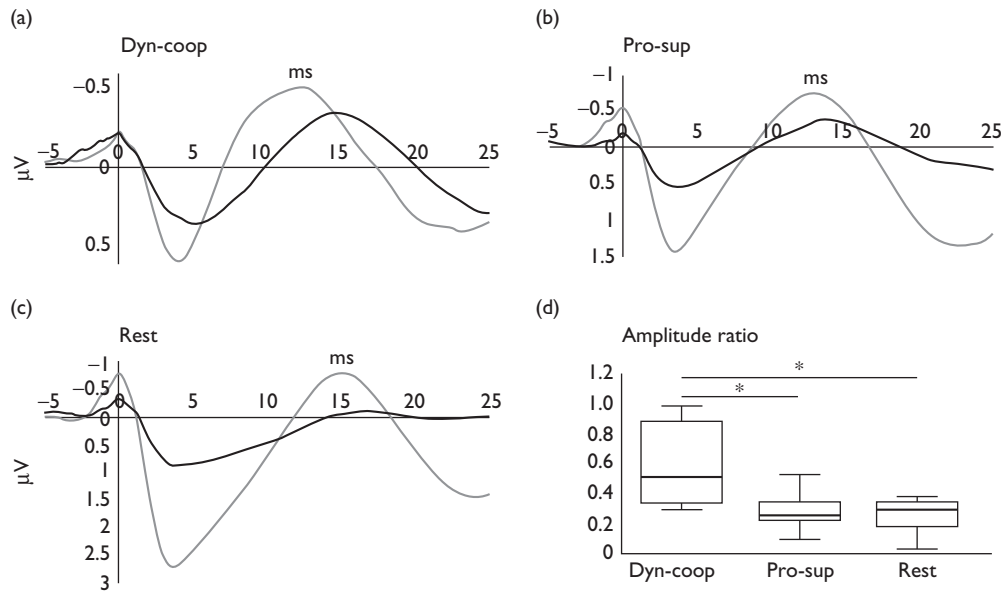 (a)
Dyn-coop
ms
−0.5
−5 0 5 10 15 20 25
0
0.5
μV
(b)
Pro-sup
−1
ms
−0.5
−5 0 5 10 15 20 25
0
0.5
1
1.5
(c)
Rest
−1
ms
−0.5
−5 0 5 10 15 20 25
0
0.5
1
1.5
2
2.5
3
μV
(d)
Amplitude ratio
1.2
*
*
1.0
0.8
0.6
0.4
0.2
0
Dyn-coop Pro-sup Rest